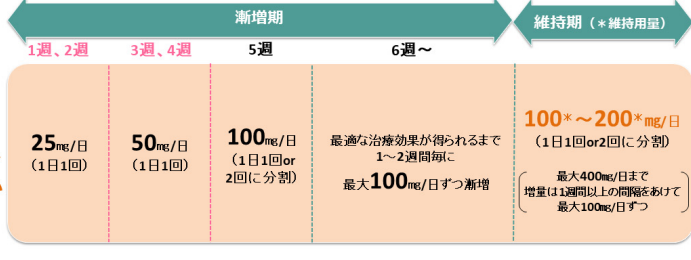 漸増期
維持期（＊維持用量）
1週、2週
3週、4週
5週
6週～
25mg/日
（1日1回）
50mg/日
（1日1回）
100mg/日
（1日1回or
2回に分割）
最適な治療効果が得られるまで
1～2週間毎に
最大100mg/日ずつ漸増
100*～200*mg/日
（1日1回or2回に分割）
最大400mg/日まで
増量は1週間以上の間隔をあけて
最大100mg/日ずつ